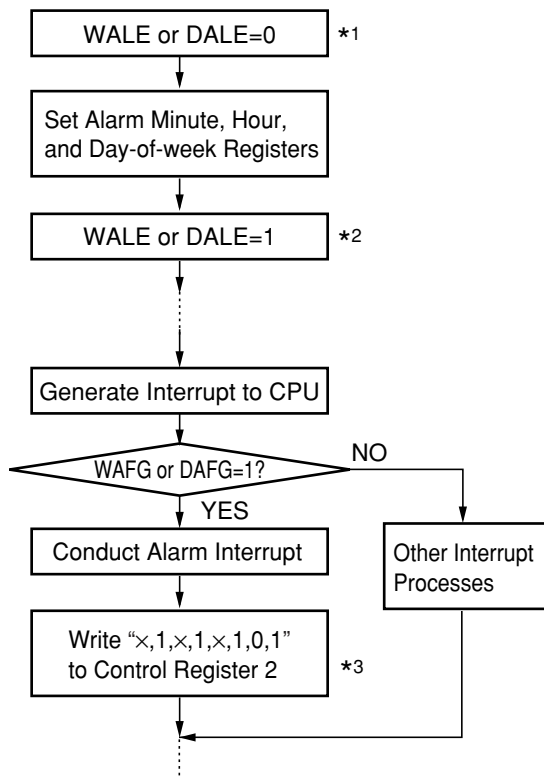 WALE or DALE=0
*1
Set Alarm Minute, Hour,
and Day-of-week Registers
WALE or DALE=1
*2
Generate Interrupt to CPU
WAFG or DAFG=1?
NO
YES
Conduct Alarm Interrupt
Other Interrupt
Processes
Write “×,1,×,1,×,1,0,1”
to Control Register 2
*3